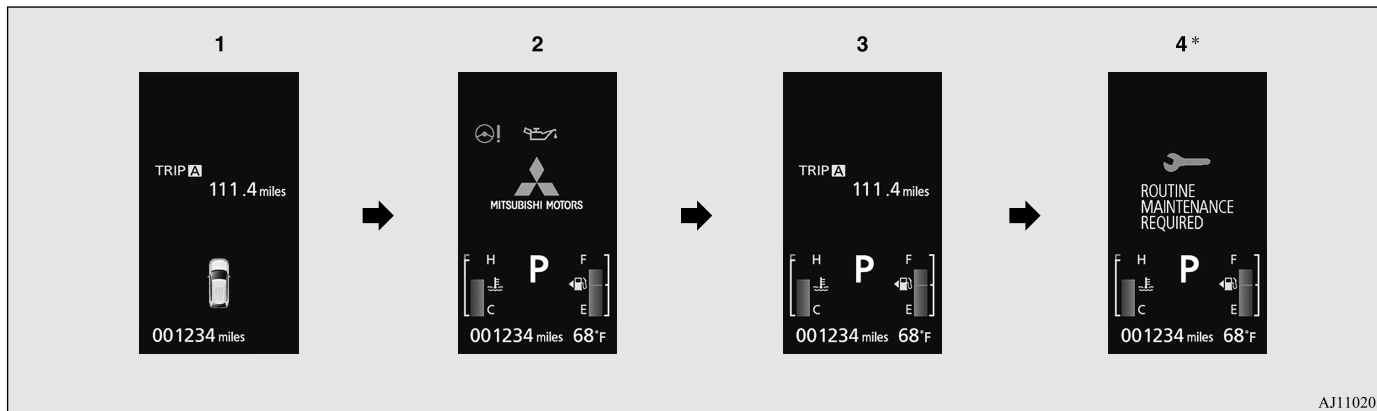 1
TRIP A
111.4 miles
001234 miles
2
MITSUBISHI MOTORS
F H P F
C E
001234 miles 68°F
3
TRIP A
111.4 miles
F H P F
C E
001234 miles 68°F
4*
ROUTINE
MAINTENANCE
REQUIRED
F H P F
C E
001234 miles 68°F
AJ11020